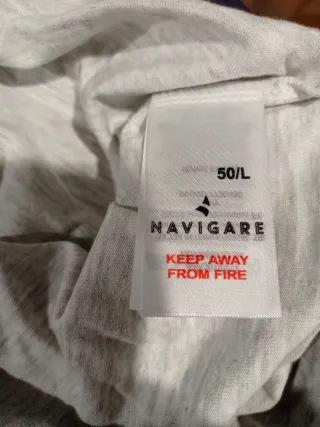 50/L
NAVIGARE
KEEP AWAY
FROM FIRE